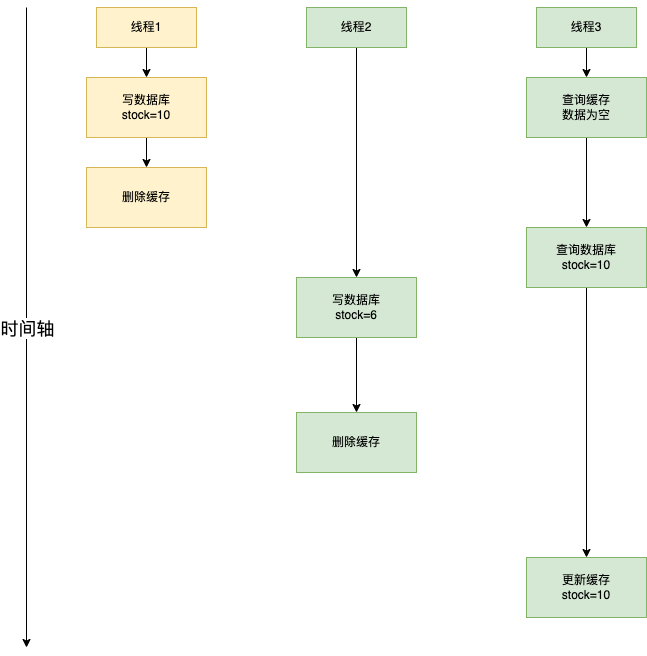 线程1
线程2
线程3
写数据库
stock=10
查询缓存
数据为空
删除缓存
查询数据库
stock=10
写数据库
stock=6
时间轴
删除缓存
更新缓存
stock=10